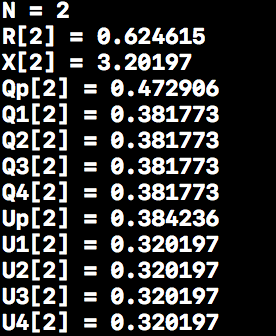 N = 2
R[2] = 0.624615
X[2] = 3.20197
Qp[2] = 0.472906
Q1[2] = 0.381773
Q2[2] = 0.381773
Q3[2] = 0.381773
Q4[2] = 0.381773
Up[2] = 0.384236
U1[2] = 0.320197
U2[2] = 0.320197
U3[2] = 0.320197
U4[2] = 0.320197